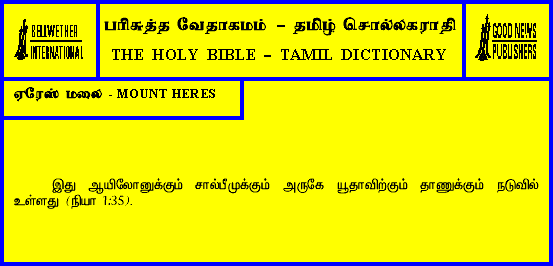 BELLWETHER
INTERNATIONAL
பரிசுத்த வேதாகமம் – தமிழ் சொல்லகராதி
THE HOLY BIBLE – TAMIL DICTIONARY
GOOD NEWS
PUBLISHERS
ஏரேஸ் மலை - MOUNT HERES
இது ஆயிலோனுக்கும் சால்பீமுக்கும் அருகே யூதாவிற்கும் தாணுக்கும் நடுவில்
உள்ளது (நியா 1:35).